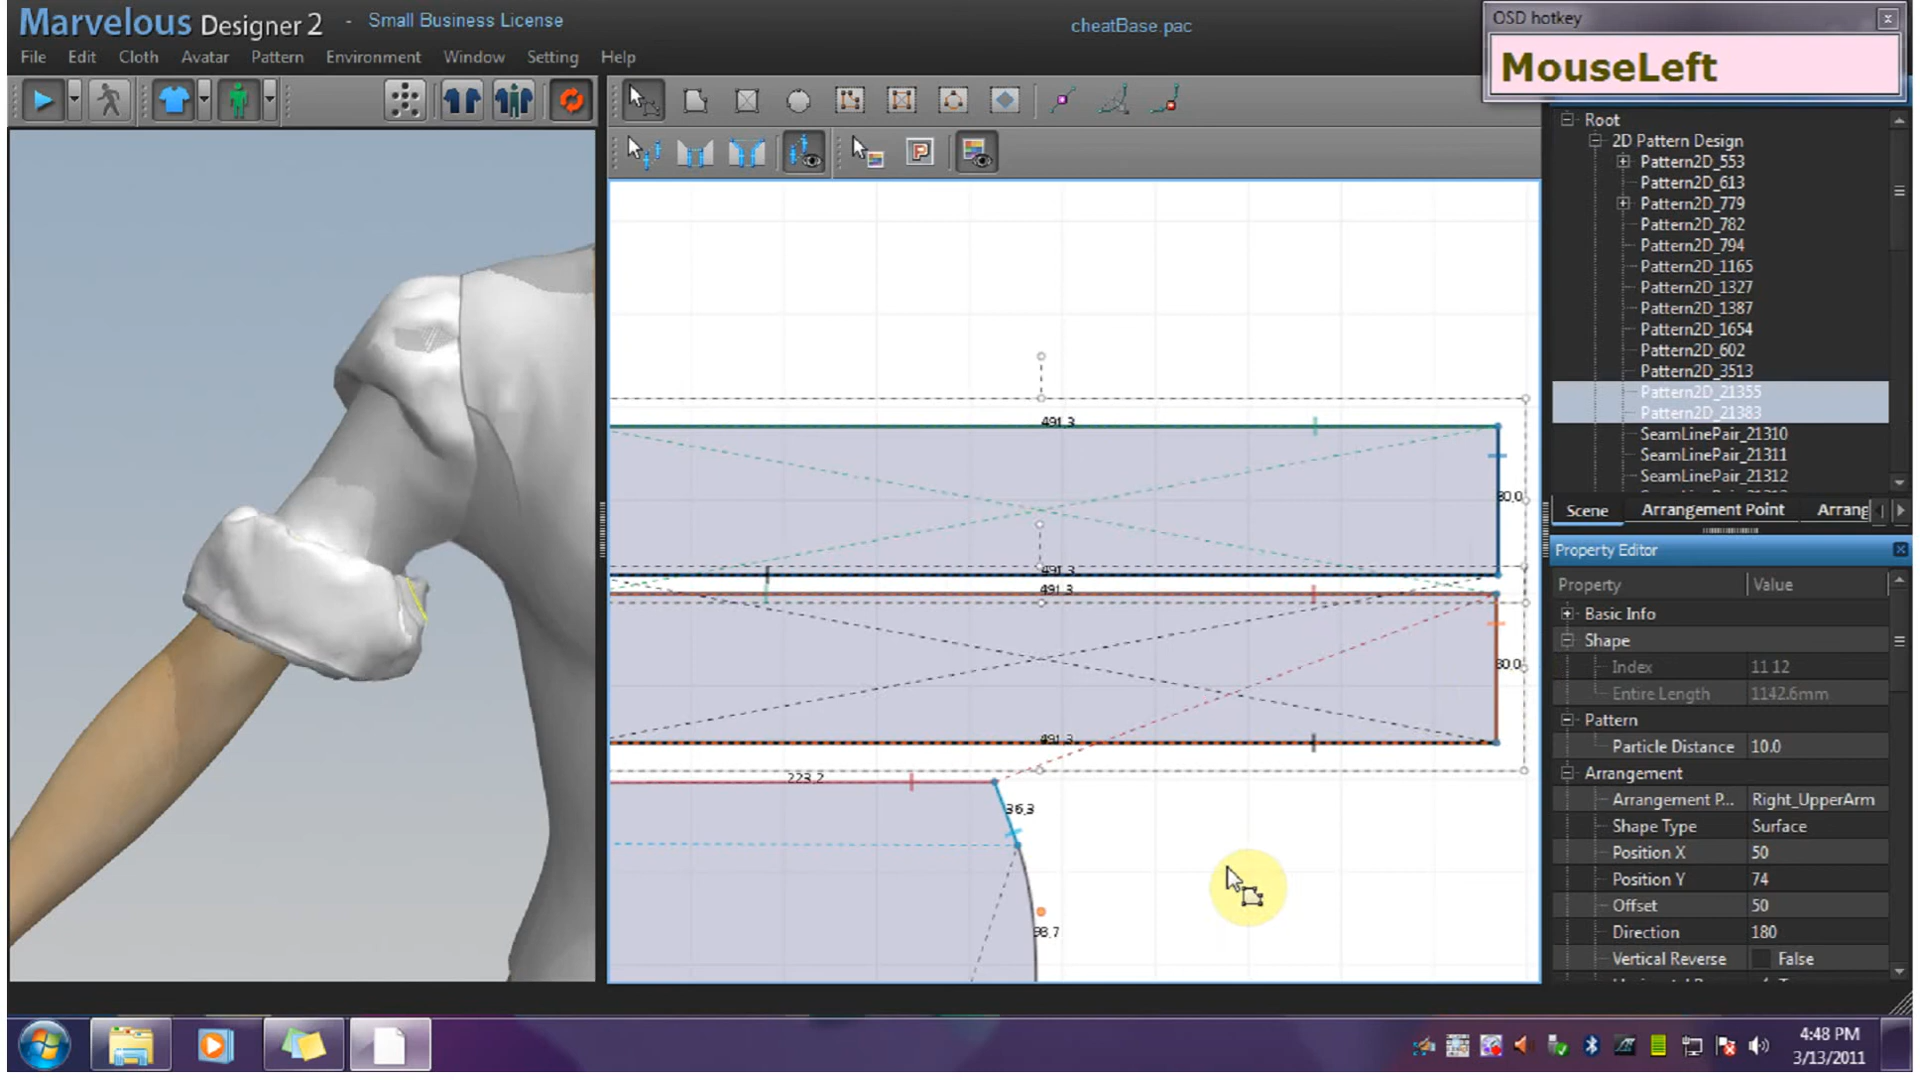 Marvelous Designer 2 - Small Business License
cheatBase.pac
OSD hotkey
MouseLeft
File Edit Cloth Avatar Pattern Environment Window Setting Help
Root
2D Pattern Design
Pattern2D_553
Pattern2D_613
Pattern2D_779
Pattern2D_782
Pattern2D_794
Pattern2D_1165
Pattern2D_1327
Pattern2D_1387
Pattern2D_1654
Pattern2D_602
Pattern2D_3513
Pattern2D_21355
Pattern2D_21383
SeamLinePair_21310
SeamLinePair_21311
SeamLinePair_21312
491.3
80.0
491.3
491.3
80.0
491.3
223.2
36.3
98.7
Scene Arrangement Point Arrang
Property Editor
Property Value
Basic Info
Shape
Index 11 12
Entire Length 1142.6mm
Pattern
Particle Distance 10.0
Arrangement
Arrangement P... Right_UpperArm
Shape Type Surface
Position X 50
Position Y 74
Offset 50
Direction 180
Vertical Reverse False
4:48 PM
3/13/2011